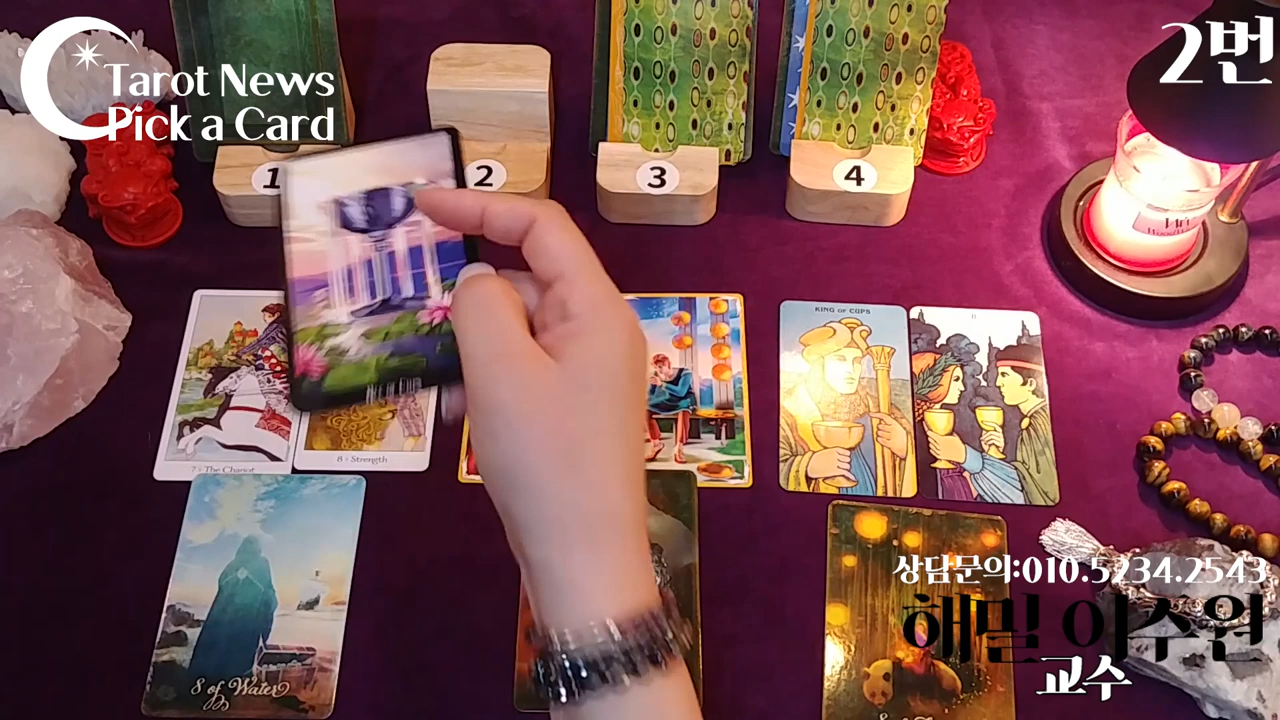 Tarot News
Pick a Card
2번
1
2
3
4
KING OF CUPS
II
7 • The Chariot
8 • Strength
8 of Water
상담문의:010.5234.2543
해밀 이수원
교수